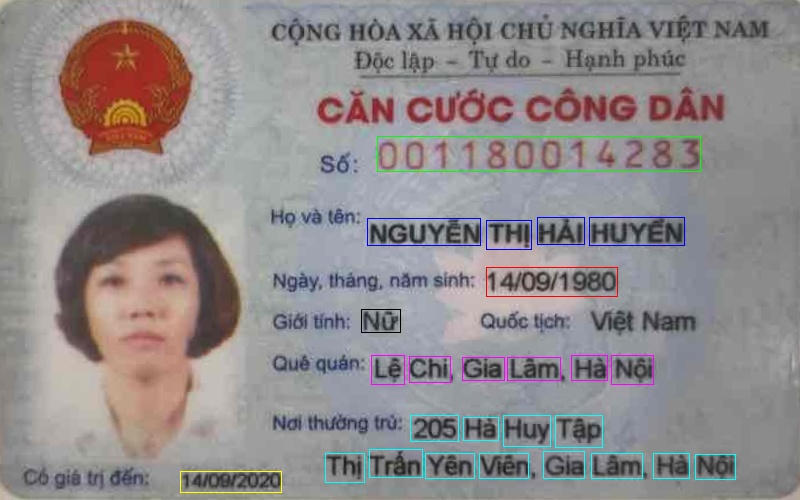 CỘNG HÒA XÃ HỘI CHỦ NGHĨA VIỆT NAM
Độc lập - Tự do - Hạnh phúc
CĂN CƯỚC CÔNG DÂN
Số: 001180014283
Họ và tên: NGUYỄN THỊ HẢI HUYỀN
Ngày, tháng, năm sinh: 14/09/1980
Giới tính: Nữ Quốc tịch: Việt Nam
Quê quán: Lệ Chi, Gia Lâm, Hà Nội
Nơi thường trú: 205 Hà Huy Tập
Thị Trấn Yên Viên, Gia Lâm, Hà Nội
Có giá trị đến: 14/09/2020